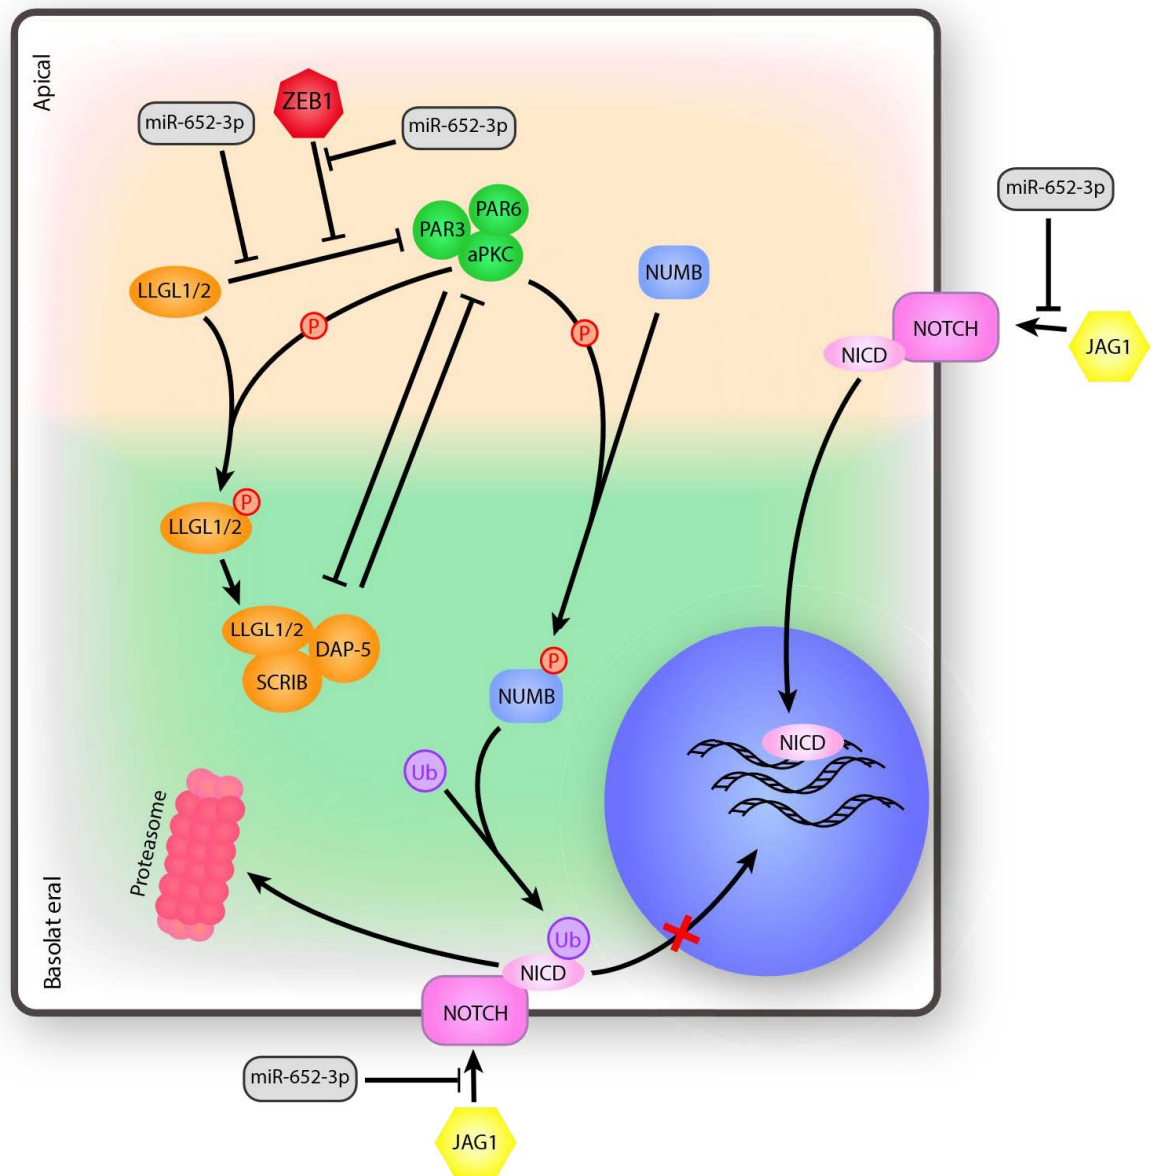 Apical
ZEB1
miR-652-3p
miR-652-3p
miR-652-3p
PAR6
PAR3
aPKC
NUMB
LLGL1/2
P
P
NOTCH
JAG1
NICD
P
LLGL1/2
LLGL1/2
DAP-5
SCRIB
P
NUMB
NICD
Ub
Proteasome
Basolat eral
Ub
NICD
NOTCH
miR-652-3p
JAG1